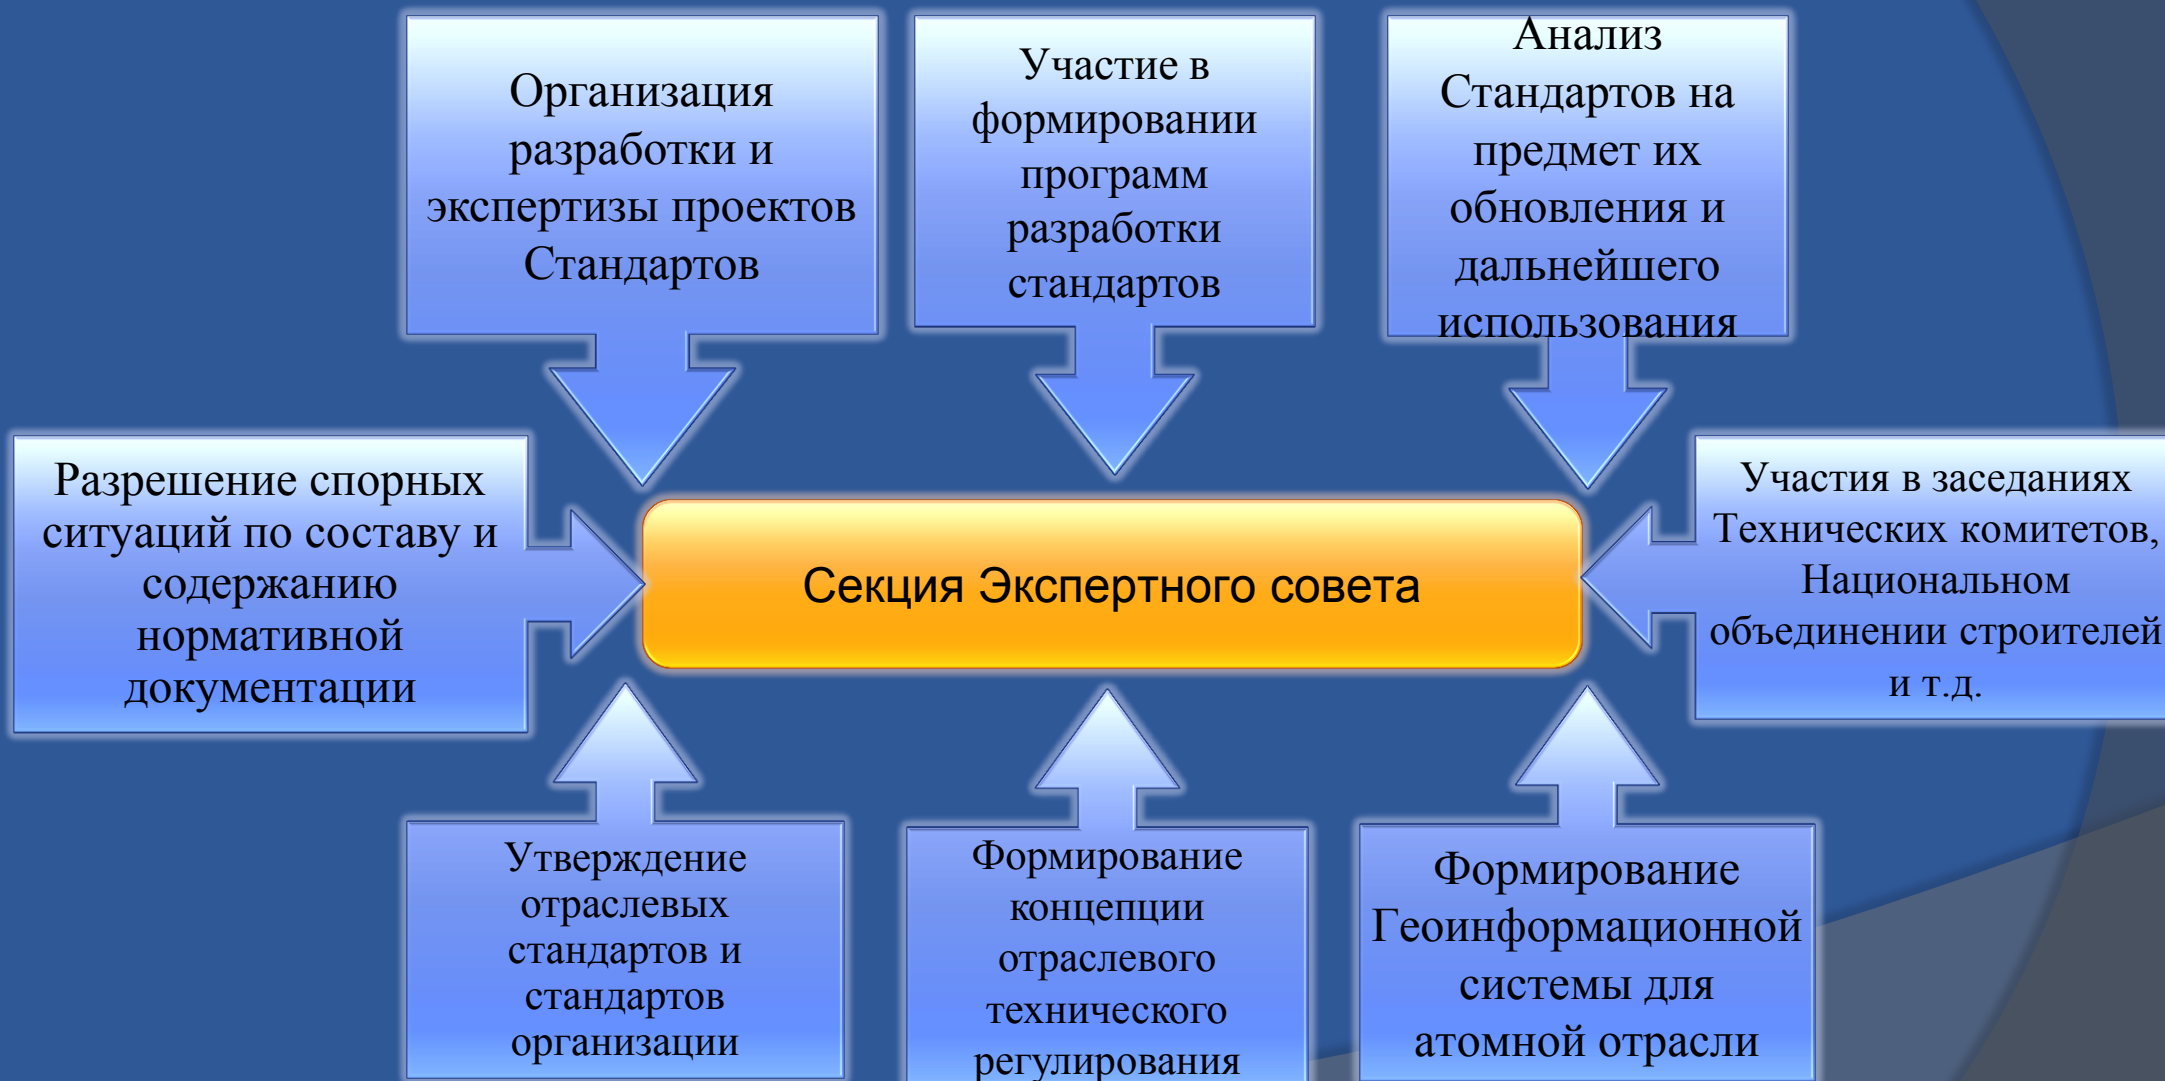 Организация
разработки и
экспертизы проектов
Стандартов
Участие в
формировании
программ
разработки
стандартов
Анализ
Стандартов на
предмет их
обновления и
дальнейшего
использования
Разрешение спорных
ситуаций по составу и
содержанию
нормативной
документации
Секция Экспертного совета
Участия в заседаниях
Технических комитетов,
Национальном
объединении строителей
и т.д.
Утверждение
отраслевых
стандартов и
стандартов
организации
Формирование
концепции
отраслевого
технического
регулирования
Формирование
Геоинформационной
системы для
атомной отрасли